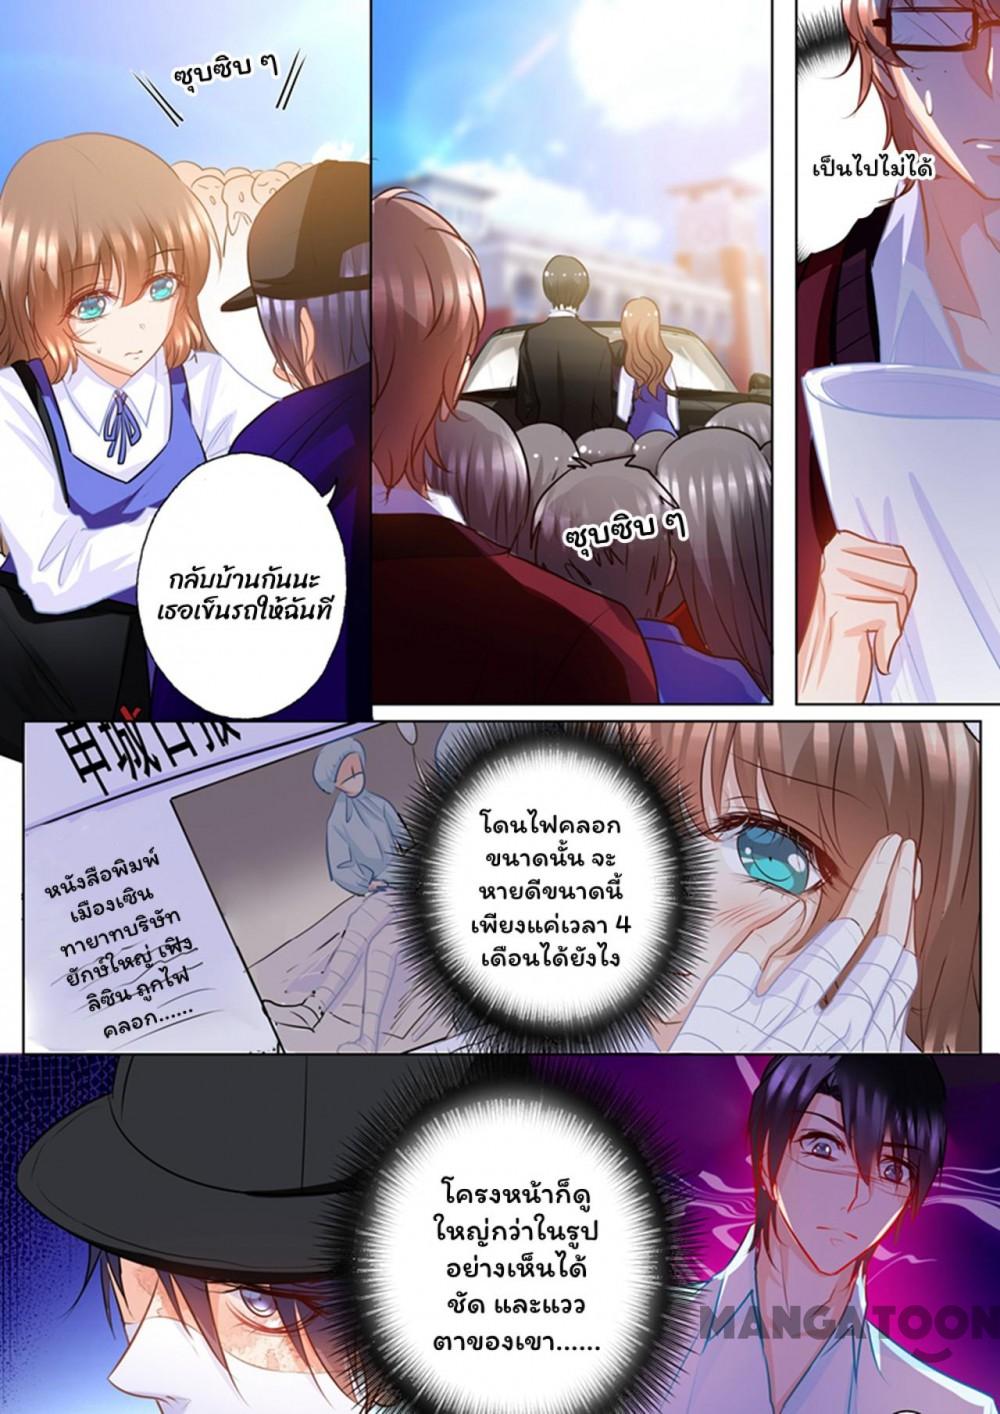 ซุบซิบ ๆ
เป็นไปไม่ได้
ซุบซิบ ๆ
กลับบ้านกันนะ
เธอเข็นรถให้ฉันที
申城日报
หนังสือพิมพ์
เมืองเซิน
ทายาทบริษัท
ยักษ์ใหญ่ เฟิง
ลิซิน ถูกไฟ
คลอก......
โดนไฟคลอก
ขนาดนั้น จะ
หายดีขนาดนี้
เพียงแค่เวลา 4
เดือนได้ยังไง
โครงหน้าก็ดู
ใหญ่กว่าในรูป
อย่างเห็นได้
ชัด และแวว
ตาของเขา......
MANGATOON